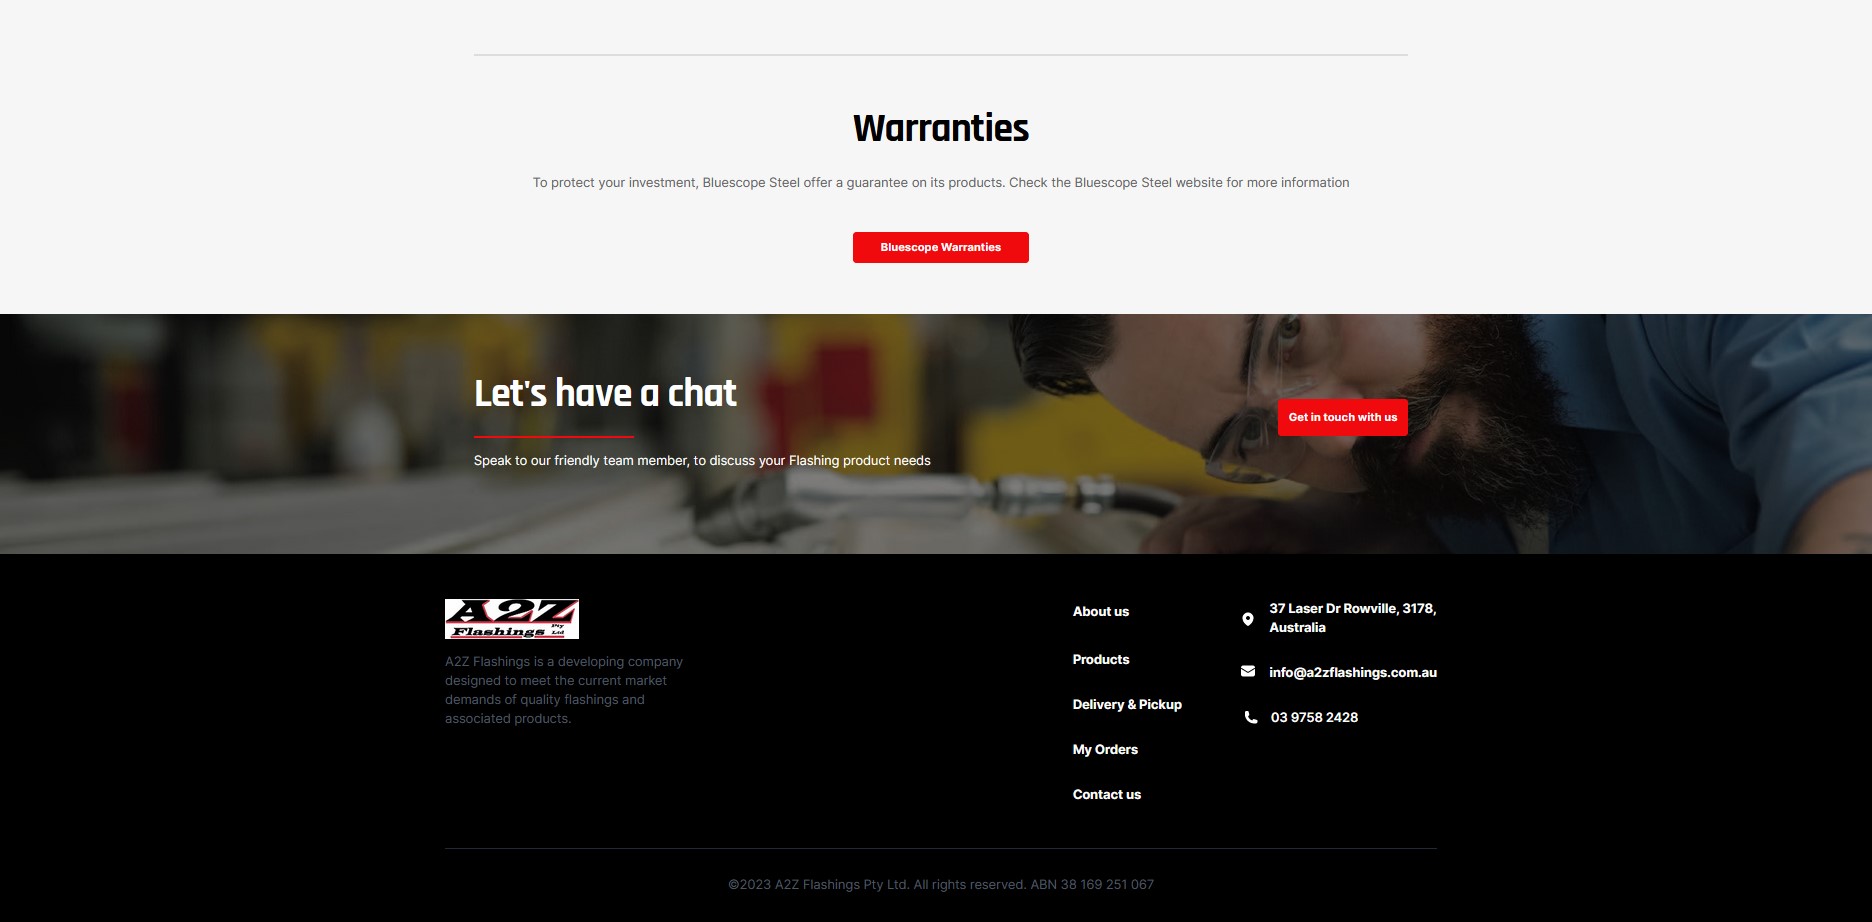 Warranties
To protect your investment, Bluescope Steel offer a guarantee on its products. Check the Bluescope Steel website for more information
Bluescope Warranties
Let's have a chat
Speak to our friendly team member, to discuss your Flashing product needs
Get in touch with us
A2Z
Flashings Pty Ltd
A2Z Flashings is a developing company
designed to meet the current market
demands of quality flashings and
associated products.
About us
Products
Delivery & Pickup
My Orders
Contact us
37 Laser Dr Rowville, 3178,
Australia
info@a2zflashings.com.au
03 9758 2428
©2023 A2Z Flashings Pty Ltd. All rights reserved. ABN 38 169 251 067